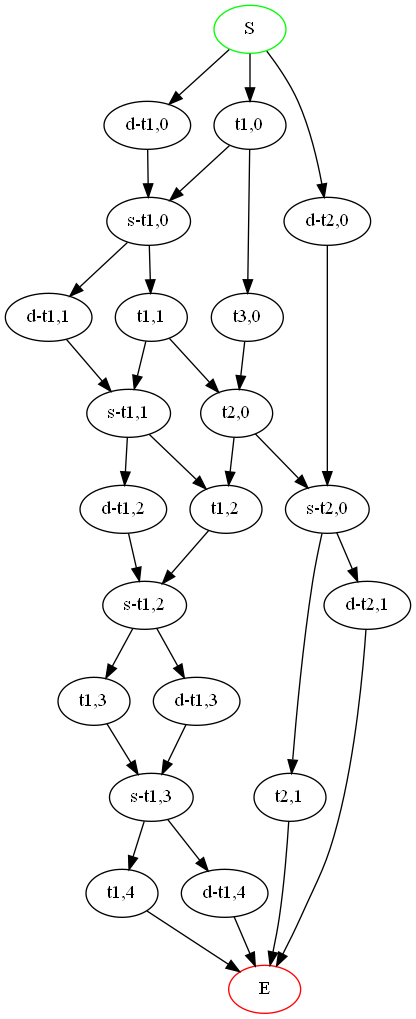 S
d-t1,0
t1,0
s-t1,0
d-t2,0
d-t1,1
t1,1
t3,0
s-t1,1
t2,0
d-t1,2
t1,2
s-t2,0
s-t1,2
d-t2,1
t1,3
d-t1,3
s-t1,3
t2,1
t1,4
d-t1,4
E